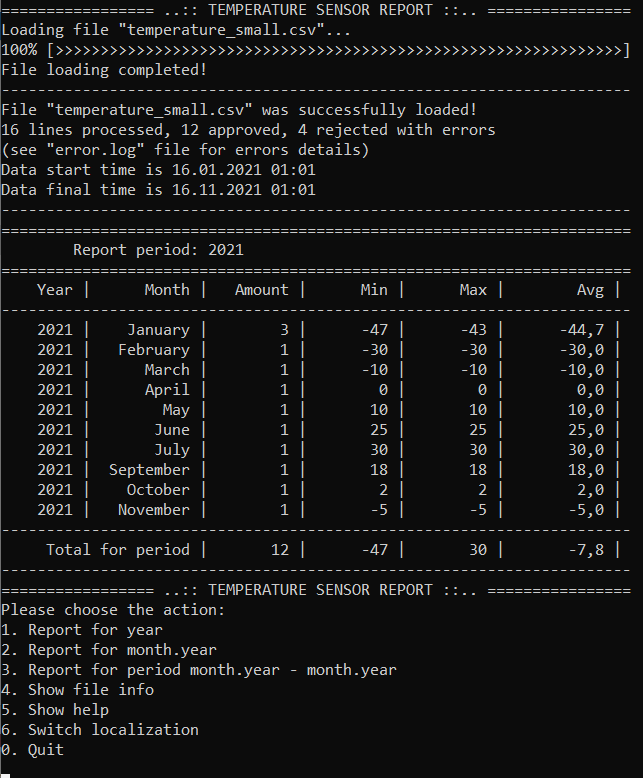 ================= ..:: TEMPERATURE SENSOR REPORT ::.. ================
Loading file "temperature_small.csv"...
100% [>>>>>>>>>>>>>>>>>>>>>>>>>>>>>>>>>>>>>>>>>>>>>>>>>>>>>>>>>>>>>>>]
File loading completed!
----------------------------------------------------------------------
File "temperature_small.csv" was successfully loaded!
16 lines processed, 12 approved, 4 rejected with errors
(see "error.log" file for errors details)
Data start time is 16.01.2021 01:01
Data final time is 16.11.2021 01:01
----------------------------------------------------------------------
======================================================================
        Report period: 2021
======================================================================
    Year |      Month |   Amount |      Min |      Max |        Avg |
----------------------------------------------------------------------
    2021 |    January |        3 |      -47 |      -43 |      -44,7 |
    2021 |   February |        1 |      -30 |      -30 |      -30,0 |
    2021 |      March |        1 |      -10 |      -10 |      -10,0 |
    2021 |      April |        1 |        0 |        0 |        0,0 |
    2021 |        May |        1 |       10 |       10 |       10,0 |
    2021 |       June |        1 |       25 |       25 |       25,0 |
    2021 |       July |        1 |       30 |       30 |       30,0 |
    2021 |  September |        1 |       18 |       18 |       18,0 |
    2021 |    October |        1 |        2 |        2 |        2,0 |
    2021 |   November |        1 |       -5 |       -5 |       -5,0 |
----------------------------------------------------------------------
     Total for period |       12 |      -47 |       30 |       -7,8 |
----------------------------------------------------------------------
================= ..:: TEMPERATURE SENSOR REPORT ::.. ================
Please choose the action:
1. Report for year
2. Report for month.year
3. Report for period month.year - month.year
4. Show file info
5. Show help
6. Switch localization
0. Quit